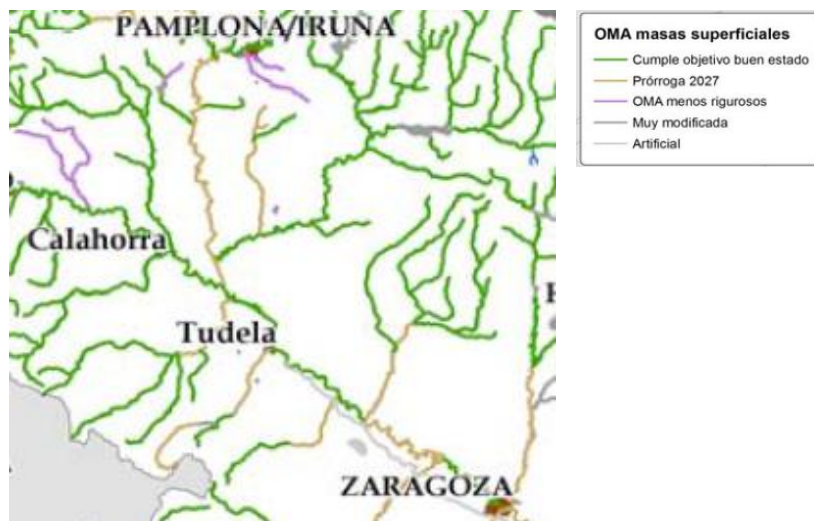 PAMPLONA/IRUÑA
Calahorra
Tudela
ZARAGOZA
OMA masas superficiales
Cumple objetivo buen estado
Prórroga 2027
OMA menos rigurosos
Muy modificada
Artificial